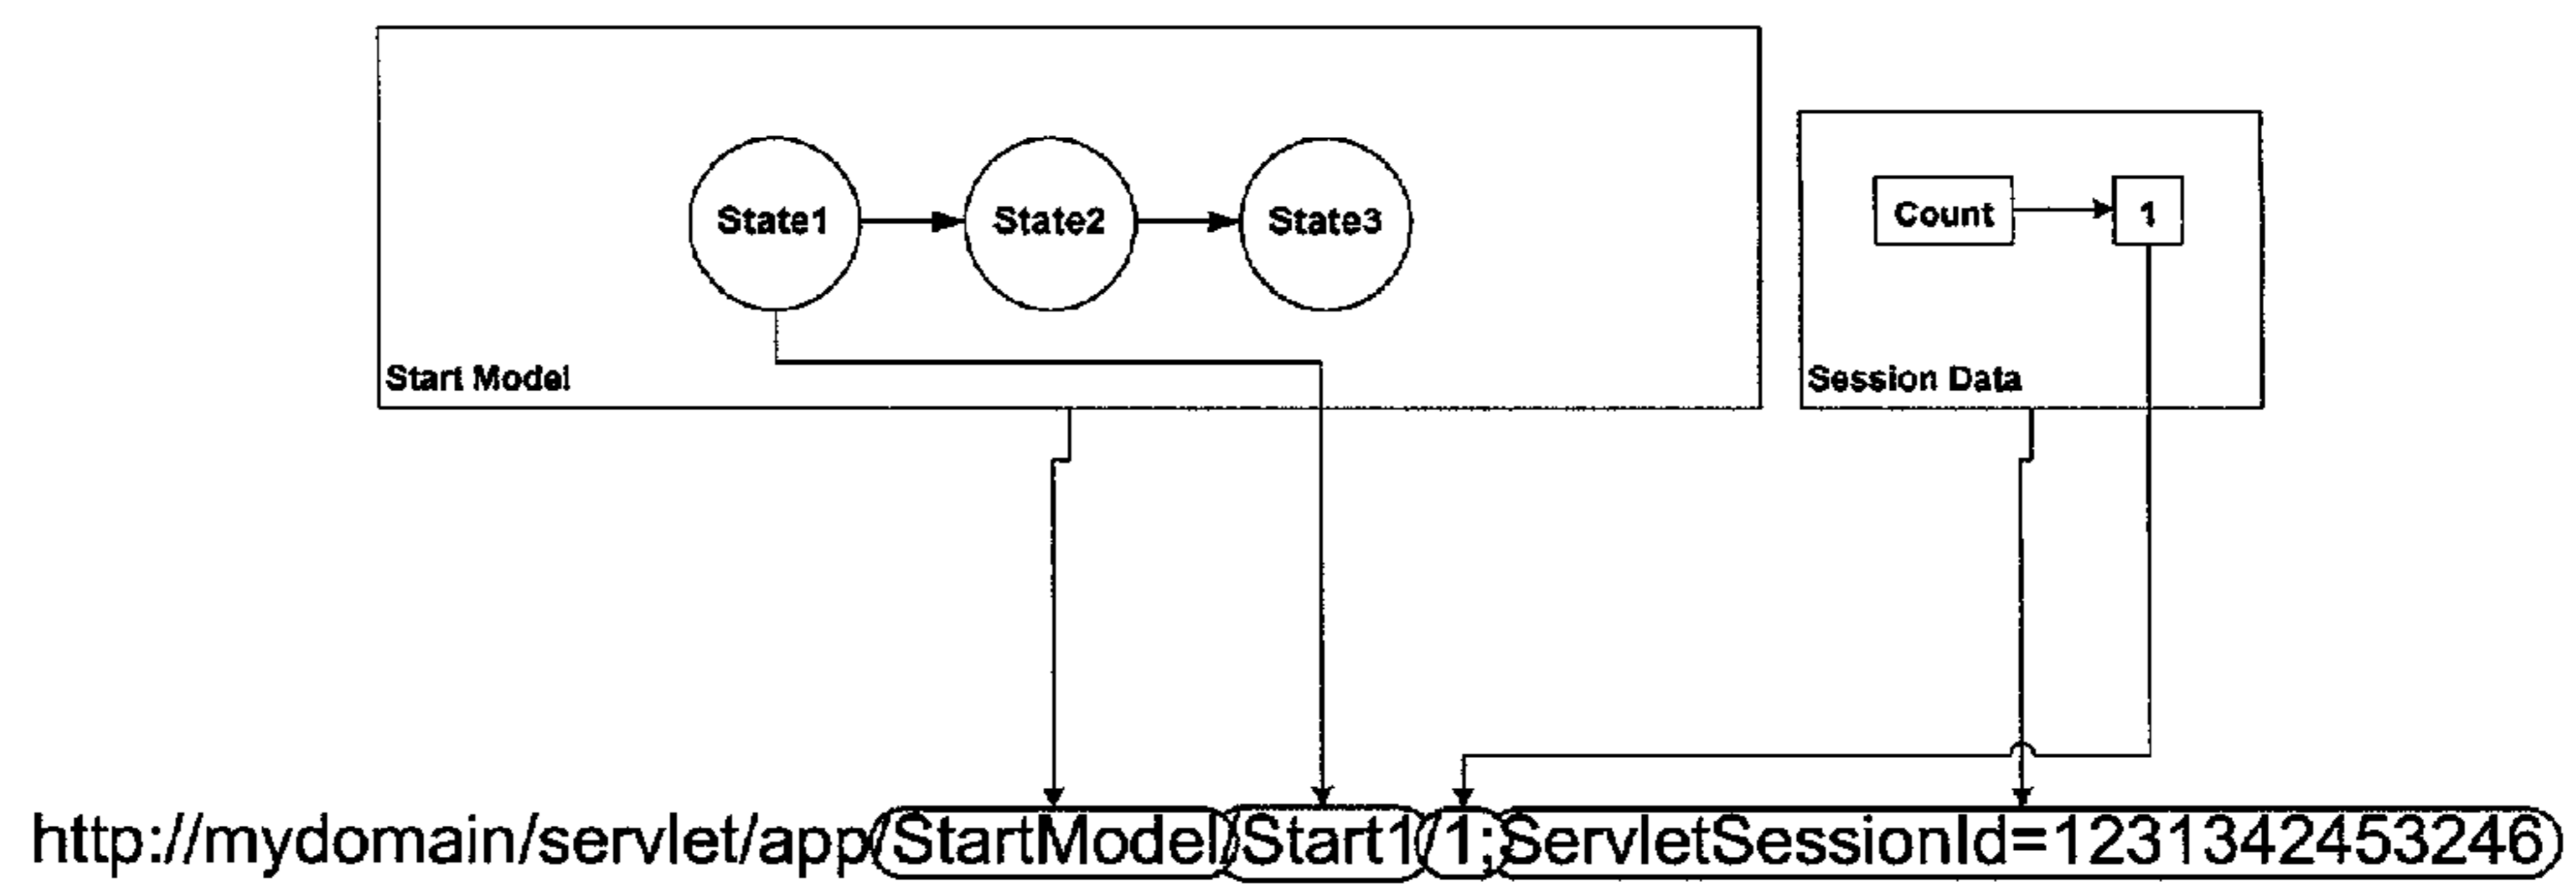 State1
State2
State3
Start Model
Count
1
Session Data
http://mydomain/servlet/app/StartModel/Start1/1;ServletSessionId=1231342453246